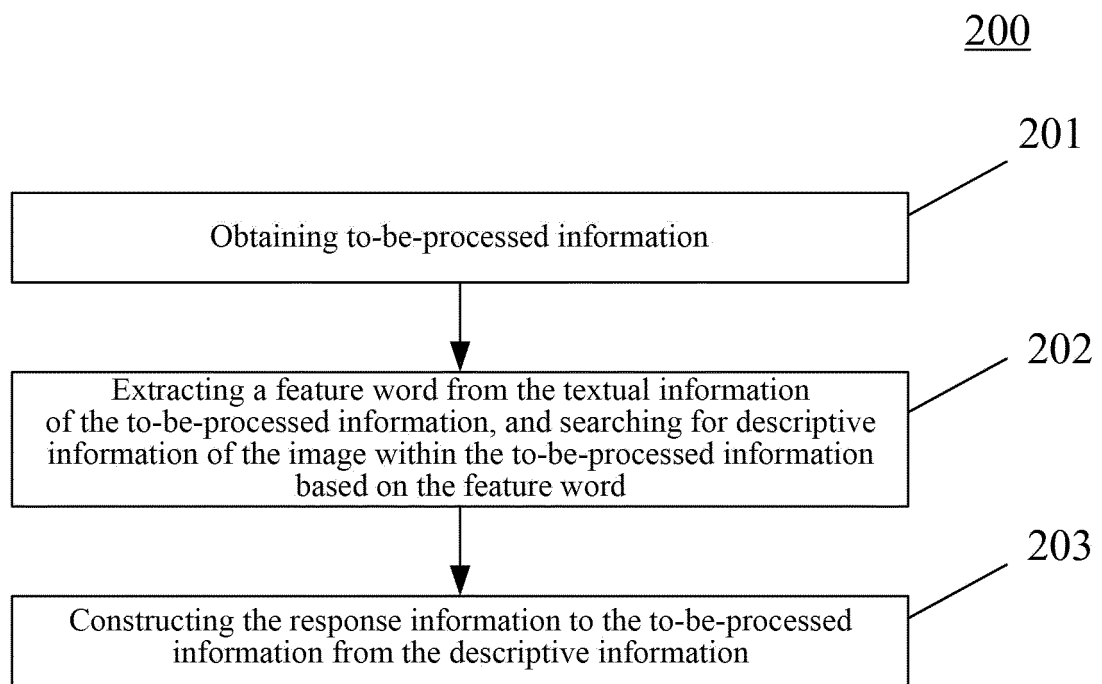 200
201
Obtaining to-be-processed information
202
Extracting a feature word from the textual information
of the to-be-processed information, and searching for descriptive
information of the image within the to-be-processed information
based on the feature word
203
Constructing the response information to the to-be-processed
information from the descriptive information